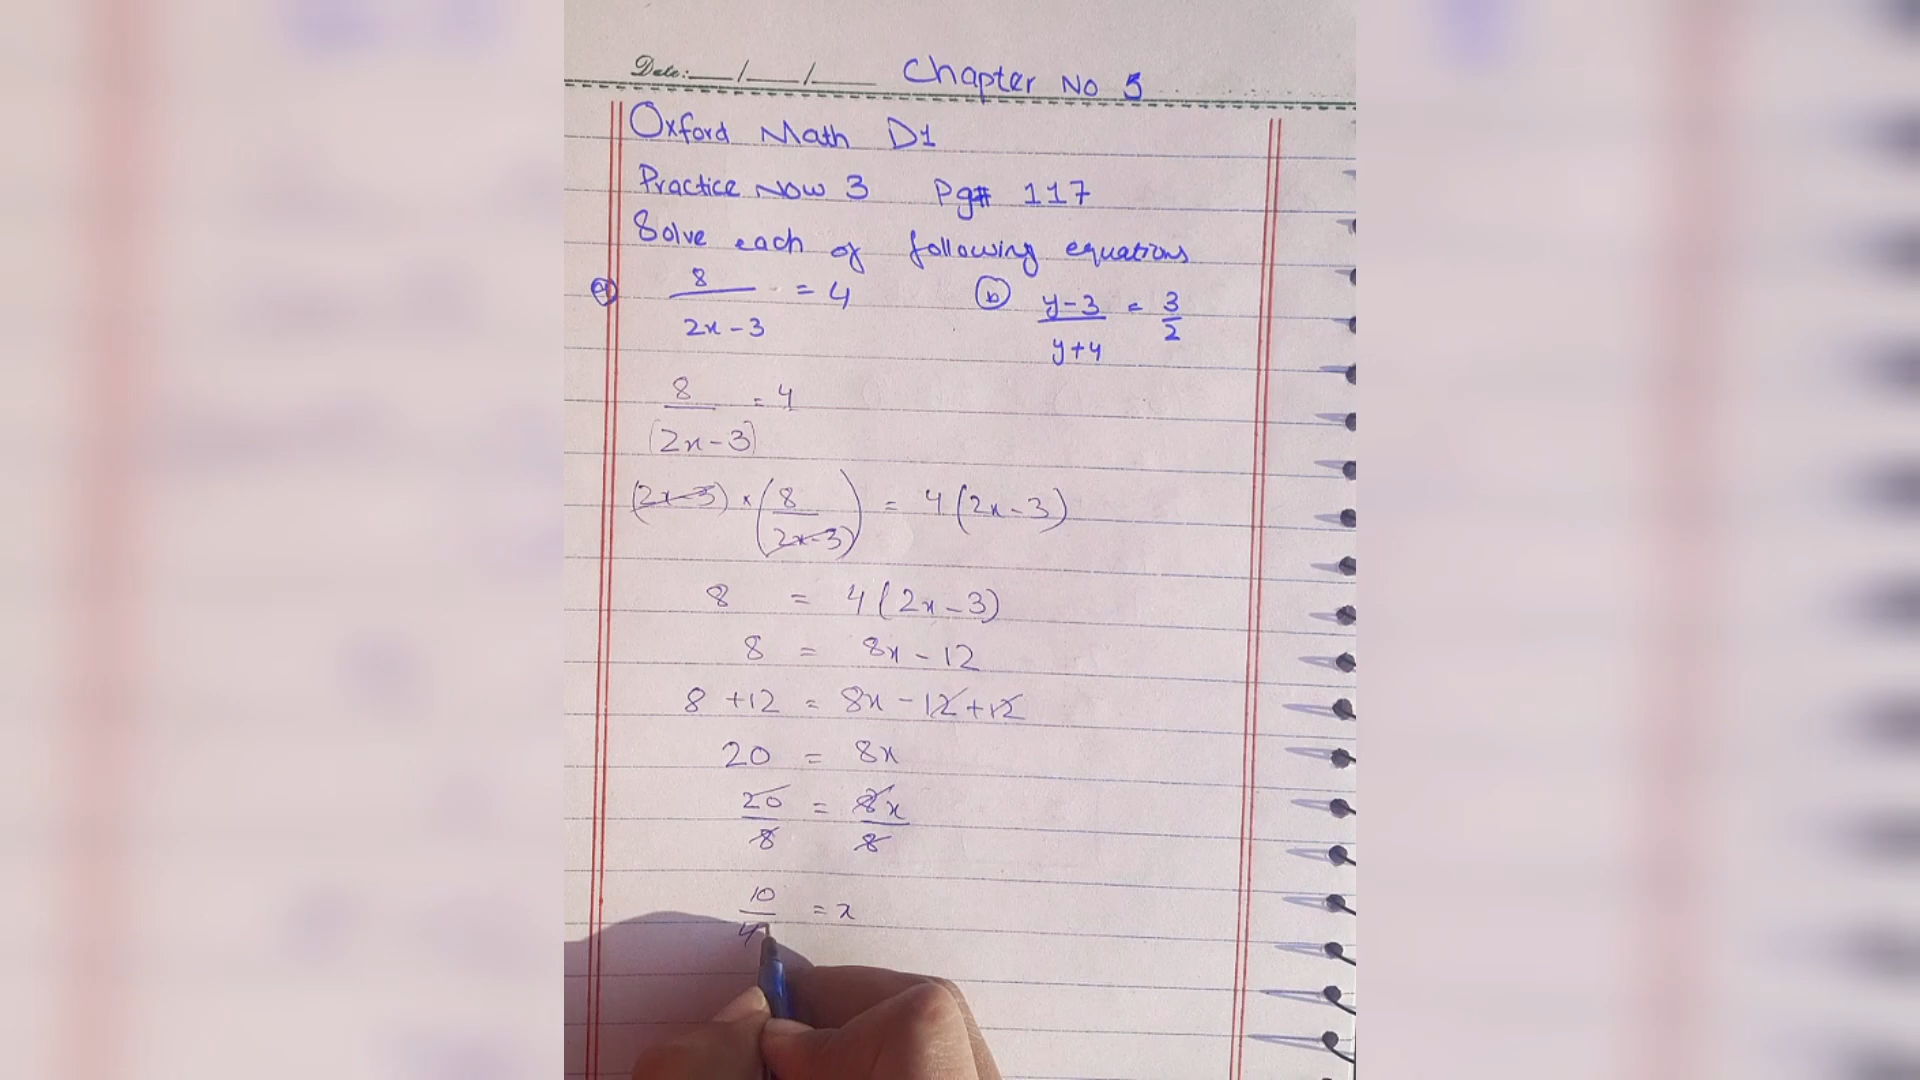 Date:___/___/___ Chapter No 5
Oxford Math D1
Practice Now 3 Pg# 117
Solve each of following equations
(a) 8/(2x-3) = 4 (b) (y-3)/(y+4) = 3/2
8/(2x-3) = 4
(2x-3) × (8/(2x-3)) = 4(2x-3)
8 = 4(2x-3)
8 = 8x-12
8+12 = 8x-12+12
20 = 8x
20/8 = 8x/8
10/4 = x